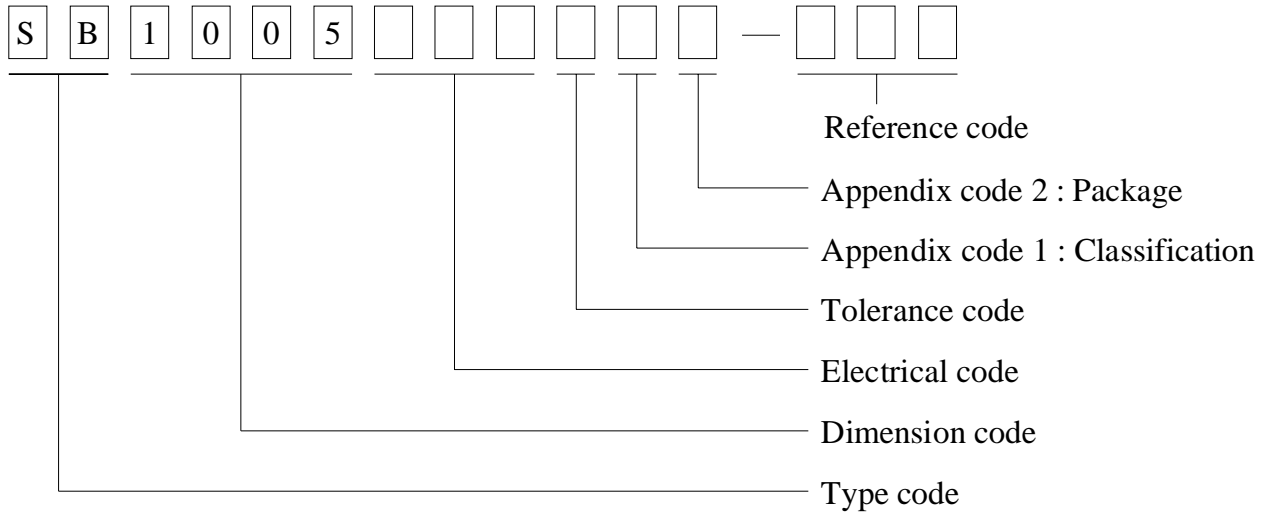 S B 1 0 0 5 —
Reference code
Appendix code 2 : Package
Appendix code 1 : Classification
Tolerance code
Electrical code
Dimension code
Type code